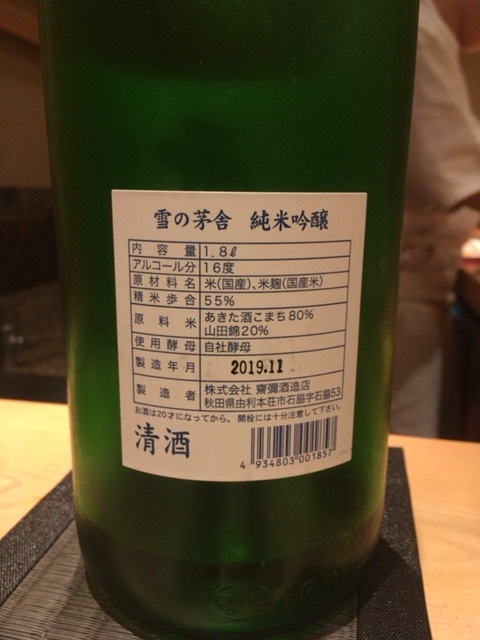 雪の茅舎 純米吟醸
内容量 1.8ℓ
アルコール分 16度
原材料名 米(国産)、米麹(国産米)
精米歩合 55%
原料米 あきた酒こまち80%
山田錦20%
使用酵母 自社酵母
製造年月 2019.11
製造者 株式会社 齋彌酒造店
秋田県由利本荘市石脇字石脇53
お酒は20才になってから。開栓には十分注意して下さい。
清酒
4 934803 001857